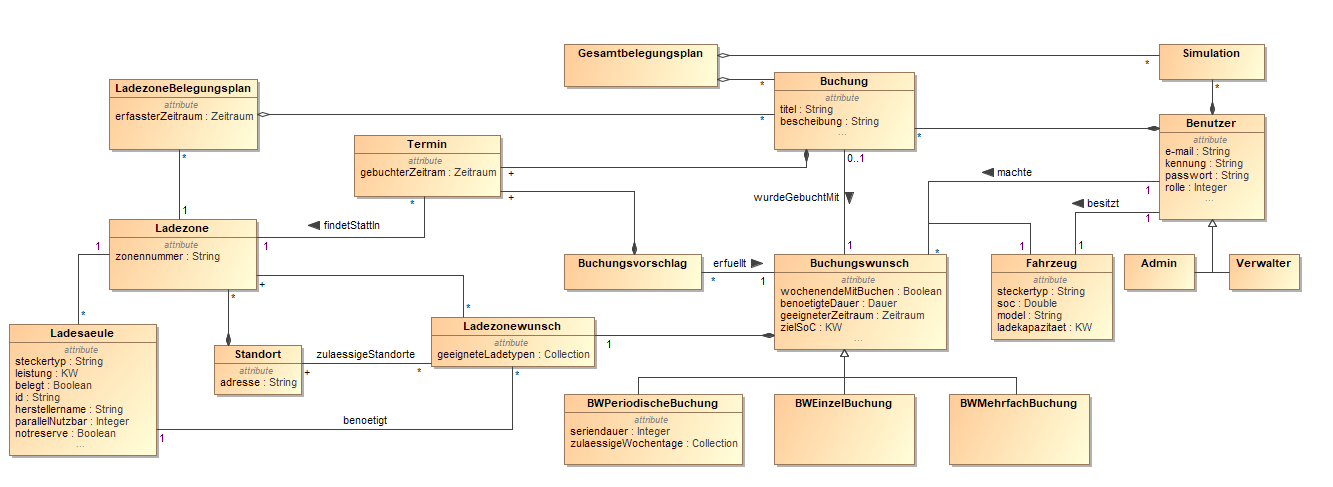 Gesamtbelegungsplan
*
*
Simulation
*
Buchung
attribute
titel : String
bescheibung : String
...
*
0..1
LadezoneBelegungsplan
attribute
erfassterZeitraum : Zeitraum
*
*
Benutzer
attribute
e-mail : String
kennung : String
passwort : String
rolle : Integer
...
Termin
attribute
gebuchterZeitram : Zeitraum
+
+
*
machte
1
besitzt
1
wurdeGebuchtMit
1
Ladezone
attribute
zonennummer : String
1
1
1
findetStattIn
+
*
*
Buchungsvorschlag
erfuellt
*
1
Buchungswunsch
attribute
wochenendeMitBuchen : Boolean
benoetigteDauer : Dauer
geeigneterZeitraum : Zeitraum
zielSoC : KW
...
*
1
1
Fahrzeug
attribute
steckertyp : String
soc : Double
model : String
ladekapazitaet : KW
Admin
Verwalter
*
Ladesaeule
attribute
steckertyp : String
leistung : KW
belegt : Boolean
id : String
herstellername : String
parallelNutzbar : Integer
notreserve : Boolean
...
Standort
attribute
adresse : String
zulaessigeStandorte
+
*
Ladezonewunsch
attribute
geeigneteLadetypen : Collection
1
*
benoetigt
1
BWPeriodischeBuchung
attribute
seriendauer : Integer
zulaessigeWochentage : Collection
BWEinzelBuchung
BWMehrfachBuchung